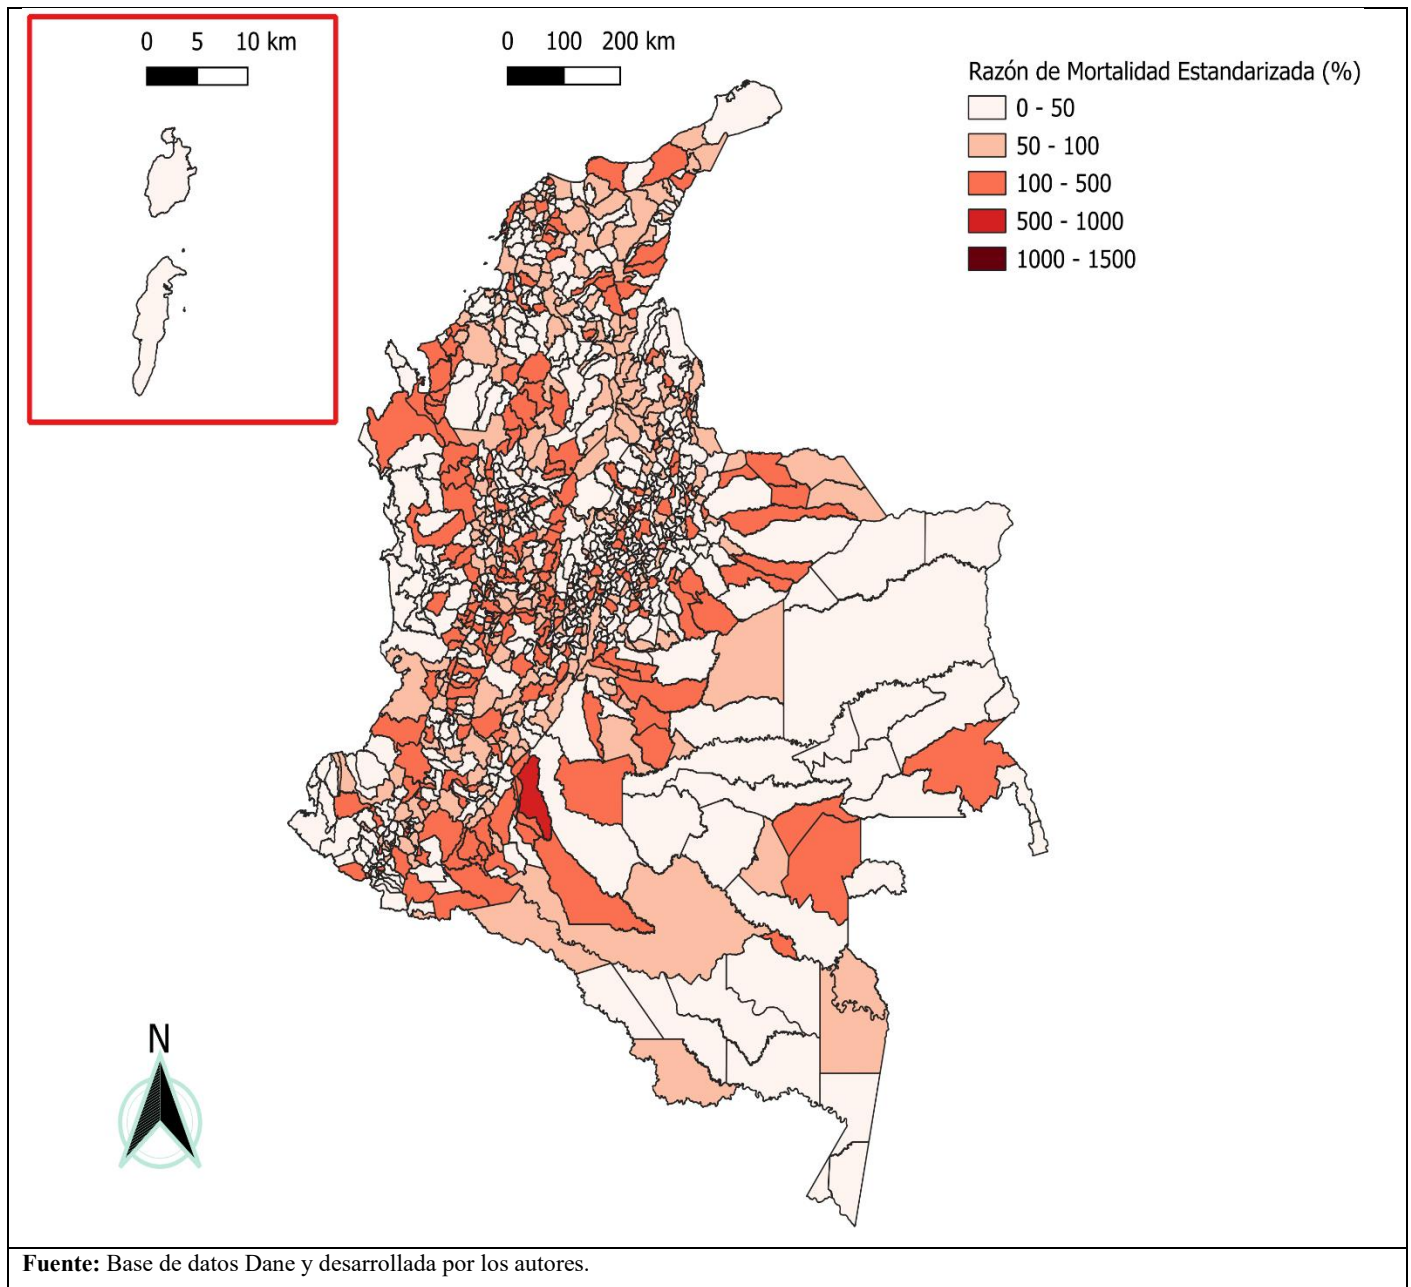 0 5 10 km
0 100 200 km
Razón de Mortalidad Estandarizada (%)
0 - 50
50 - 100
100 - 500
500 - 1000
1000 - 1500
N
Fuente: Base de datos Dane y desarrollada por los autores.